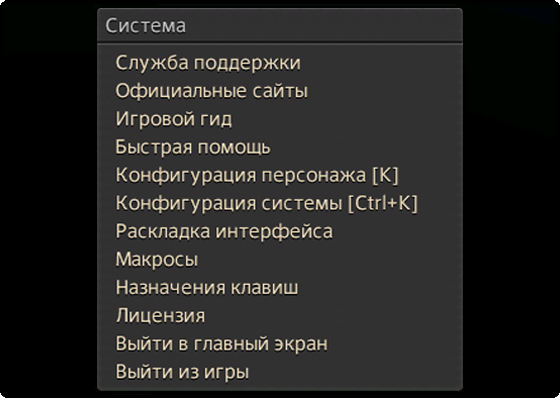 Система
Служба поддержки
Официальные сайты
Игровой гид
Быстрая помощь
Конфигурация персонажа [K]
Конфигурация системы [Ctrl+K]
Раскладка интерфейса
Макросы
Назначения клавиш
Лицензия
Выйти в главный экран
Выйти из игры